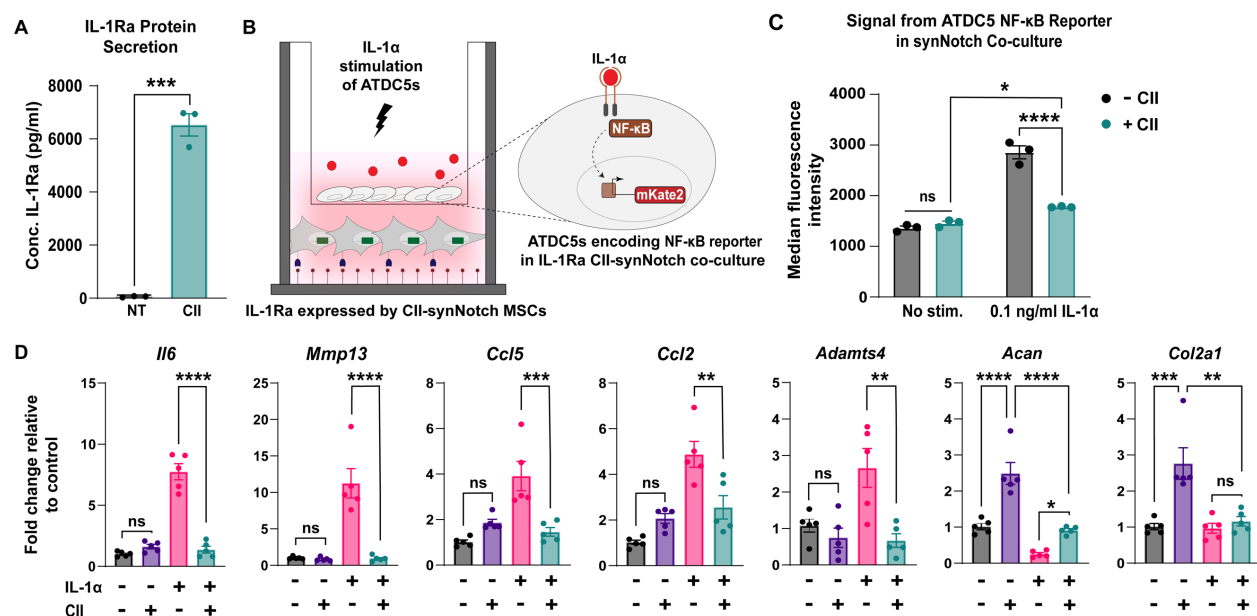 A
IL-1Ra Protein
Secretion
Conc. IL-1Ra (pg/ml)
8000
6000
4000
2000
0
***
NT
CII
B
IL-1α
stimulation
of ATDC5s
IL-1α
NF-κB
mKate2
ATDC5s encoding NF-κB reporter
in IL-1Ra CII-synNotch co-culture
IL-1Ra expressed by CII-synNotch MSCs
C
Signal from ATDC5 NF-κB Reporter
in synNotch Co-culture
Median fluorescence
intensity
4000
3000
2000
1000
0
ns
*
****
- CII
+ CII
No stim.
0.1 ng/ml IL-1α
D
Fold change relative
to control
Il6
15
10
5
0
ns
****
Mmp13
25
20
15
10
5
0
ns
****
Ccl5
8
6
4
2
0
ns
***
Ccl2
8
6
4
2
0
ns
**
Adamts4
5
4
3
2
1
0
ns
**
Acan
5
4
3
2
1
0
**** ****
*
Col2a1
5
4
3
2
1
0
*** **
ns
IL-1α - - + + - - + + - - + + - - + + - - + + - - + + - - + +
CII - + - + - + - + - + - + - + - + - + - + - + - + - + - +